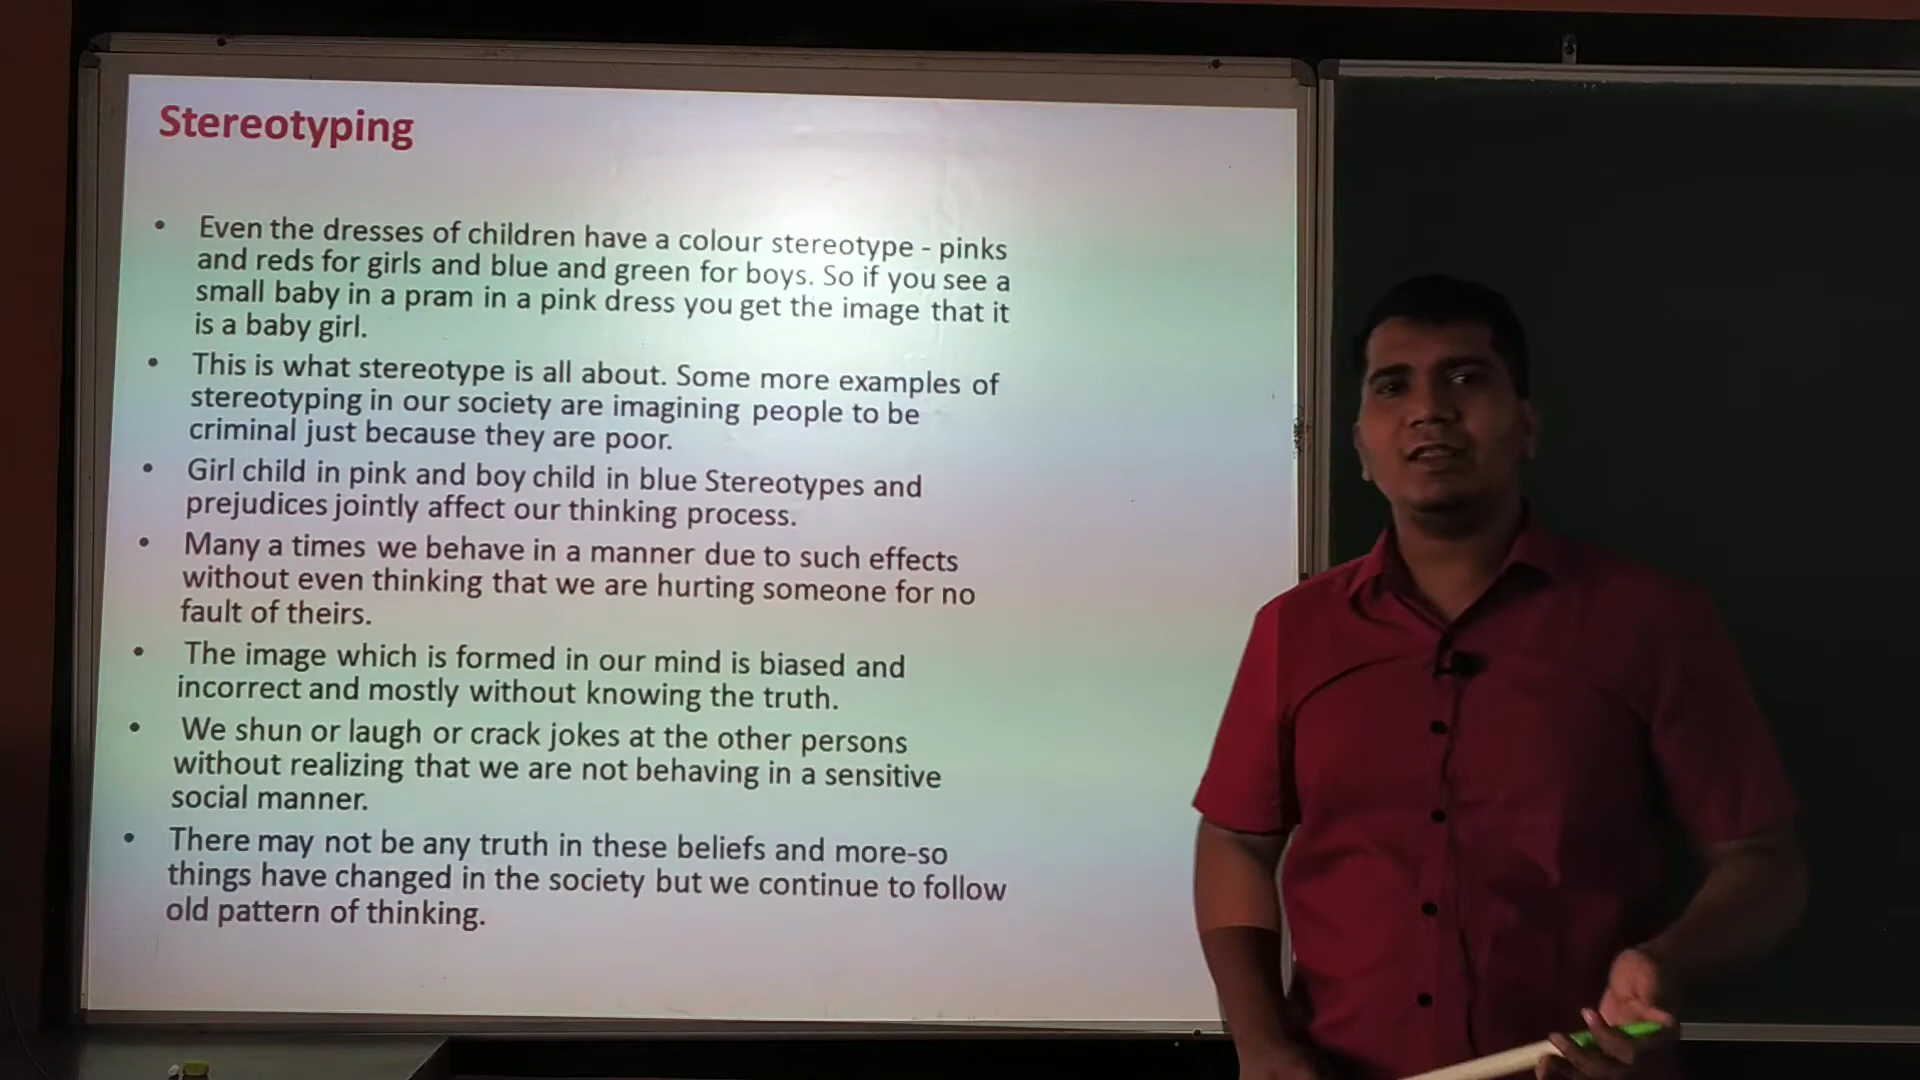 Stereotyping
• Even the dresses of children have a colour stereotype - pinks
and reds for girls and blue and green for boys. So if you see a
small baby in a pram in a pink dress you get the image that it
is a baby girl.
• This is what stereotype is all about. Some more examples of
stereotyping in our society are imagining people to be
criminal just because they are poor.
• Girl child in pink and boy child in blue Stereotypes and
prejudices jointly affect our thinking process.
• Many a times we behave in a manner due to such effects
without even thinking that we are hurting someone for no
fault of theirs.
• The image which is formed in our mind is biased and
incorrect and mostly without knowing the truth.
• We shun or laugh or crack jokes at the other persons
without realizing that we are not behaving in a sensitive
social manner.
• There may not be any truth in these beliefs and more-so
things have changed in the society but we continue to follow
old pattern of thinking.